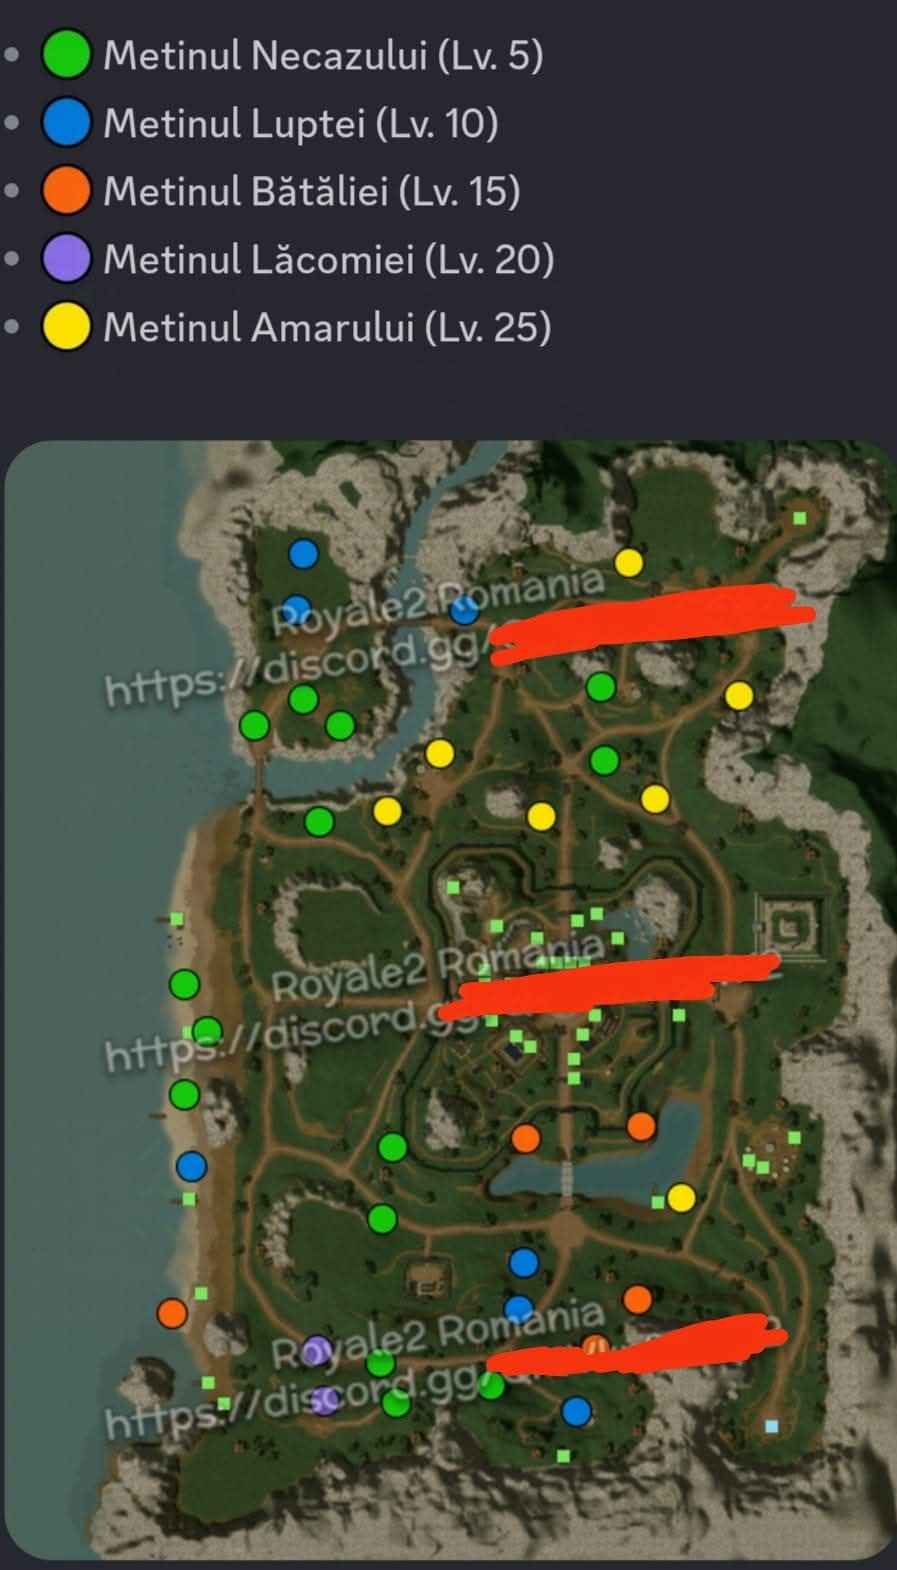 Metinul Necazului (Lv. 5)
Metinul Luptei (Lv. 10)
Metinul Bătăliei (Lv. 15)
Metinul Lăcomiei (Lv. 20)
Metinul Amarului (Lv. 25)
Royale2 Romania
https://discord.gg/
Royale2 Romania
https://discord.gg
Royale2 Romania
https://discord.gg/